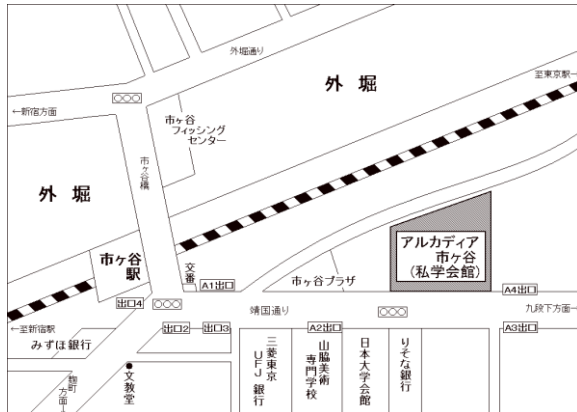 外堀通り
至東京駅→
外 堀
←新宿方面
市ヶ谷
フィッシング
センター
市ヶ谷橋
外 堀
アルカディア
市ヶ谷
(私学会館)
市ヶ谷
駅
交番
A1出口
市ヶ谷プラザ
A4出口
出口4
靖国通り
九段下方面→
←至新宿駅
出口2
出口3
A2出口
A3出口
みずほ銀行
麹町
方面
文教堂
三菱東京
UFJ銀行
山脇美術
専門学校
日本大学会館
りそな銀行